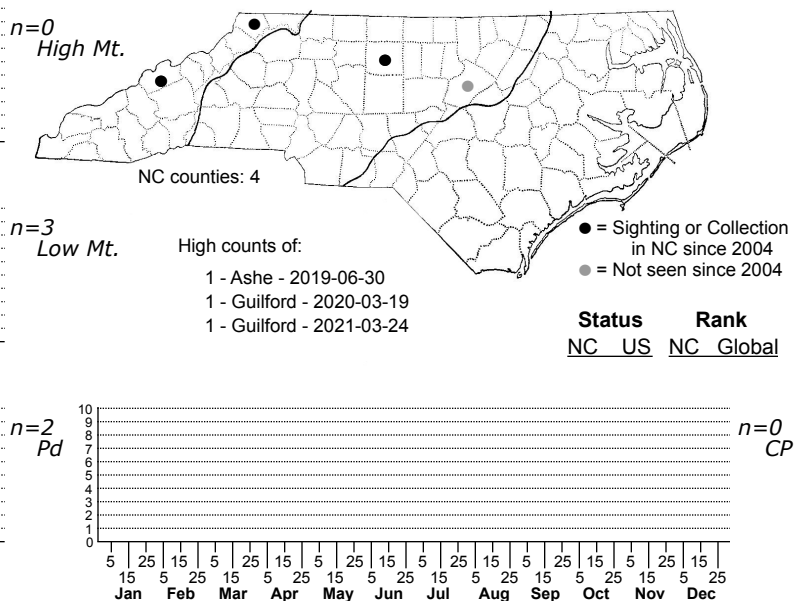 n=0
High Mt.
NC counties: 4
n=3
Low Mt.
High counts of:
1 - Ashe - 2019-06-30
1 - Guilford - 2020-03-19
1 - Guilford - 2021-03-24
= Sighting or Collection
in NC since 2004
= Not seen since 2004
Status Rank
NC US NC Global
n=2
Pd
n=0
CP
10
9
8
7
6
5
4
3
2
1
0
5 25 15 5 25 15 5 25 15 5 25 15 5 25 15 5 25 15
15 5 25 15 5 25 15 5 25 15 5 25 15 5 25 15 5 25
Jan Feb Mar Apr May Jun Jul Aug Sep Oct Nov Dec